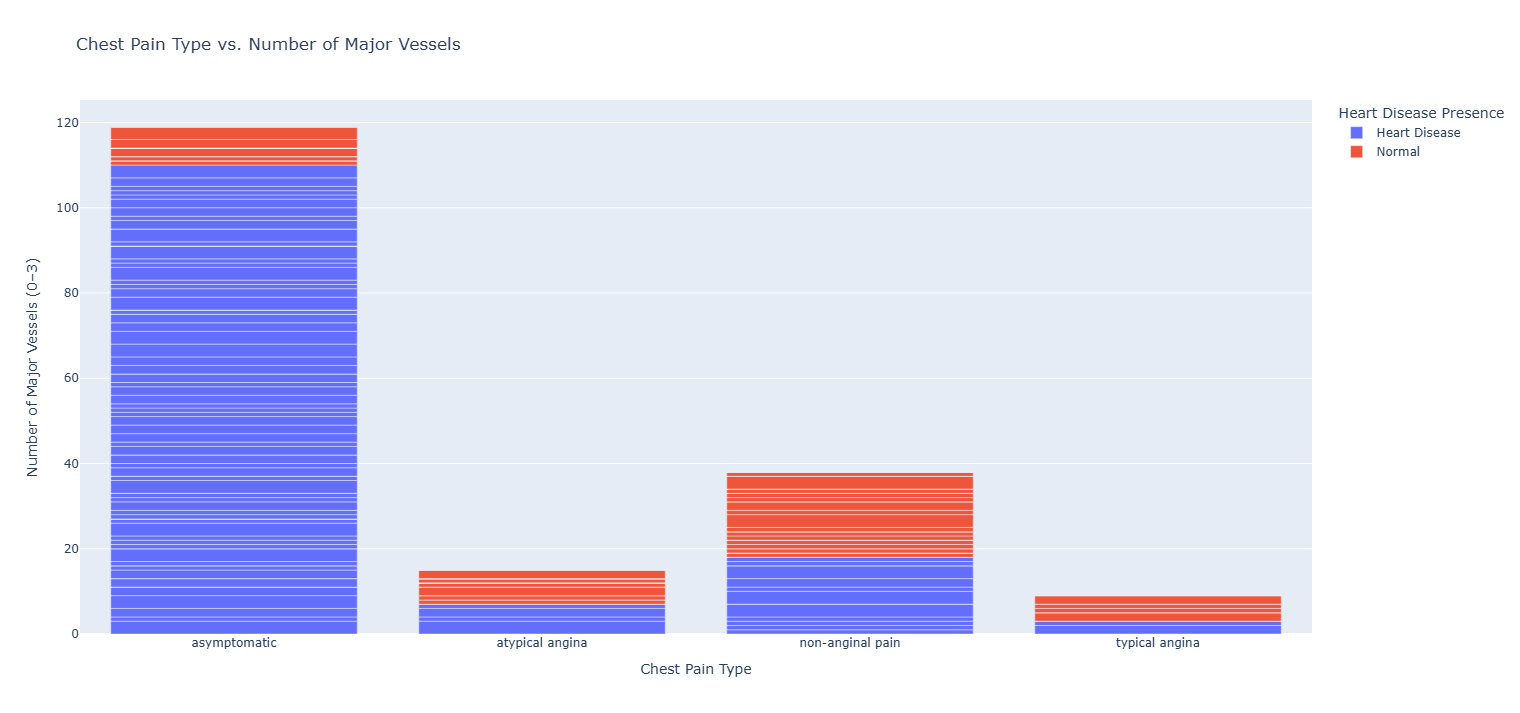 Chest Pain Type vs. Number of Major Vessels
Heart Disease Presence
Heart Disease
Normal
Number of Major Vessels (0–3)
120
100
80
60
40
20
0
asymptomatic
atypical angina
non-anginal pain
typical angina
Chest Pain Type